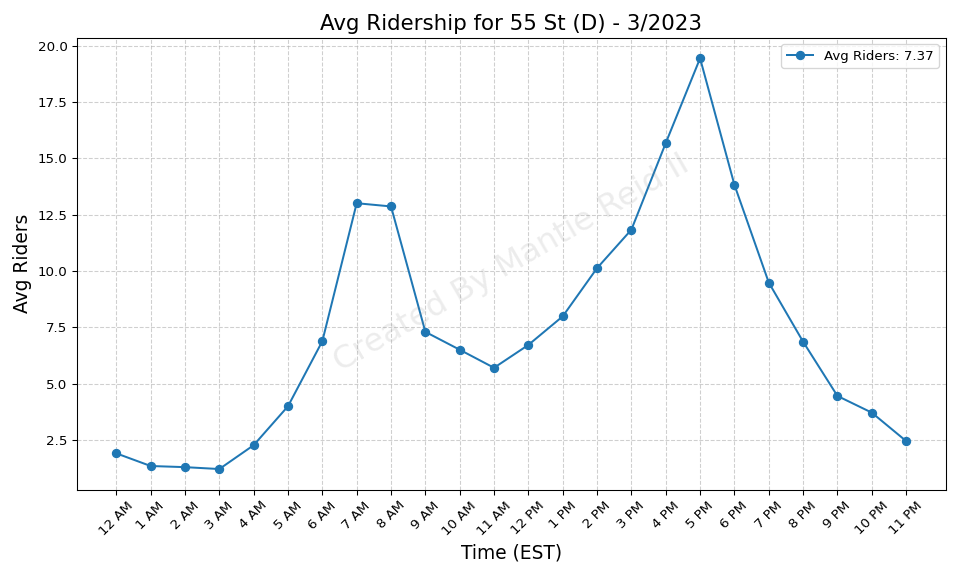 Avg Ridership for 55 St (D) - 3/2023
Avg Riders: 7.37
20.0
17.5
15.0
12.5
10.0
7.5
5.0
2.5
Avg Riders
Created By Mantie Reid II
12 AM
1 AM
2 AM
3 AM
4 AM
5 AM
6 AM
7 AM
8 AM
9 AM
10 AM
11 AM
12 PM
1 PM
2 PM
3 PM
4 PM
5 PM
6 PM
7 PM
8 PM
9 PM
10 PM
11 PM
Time (EST)